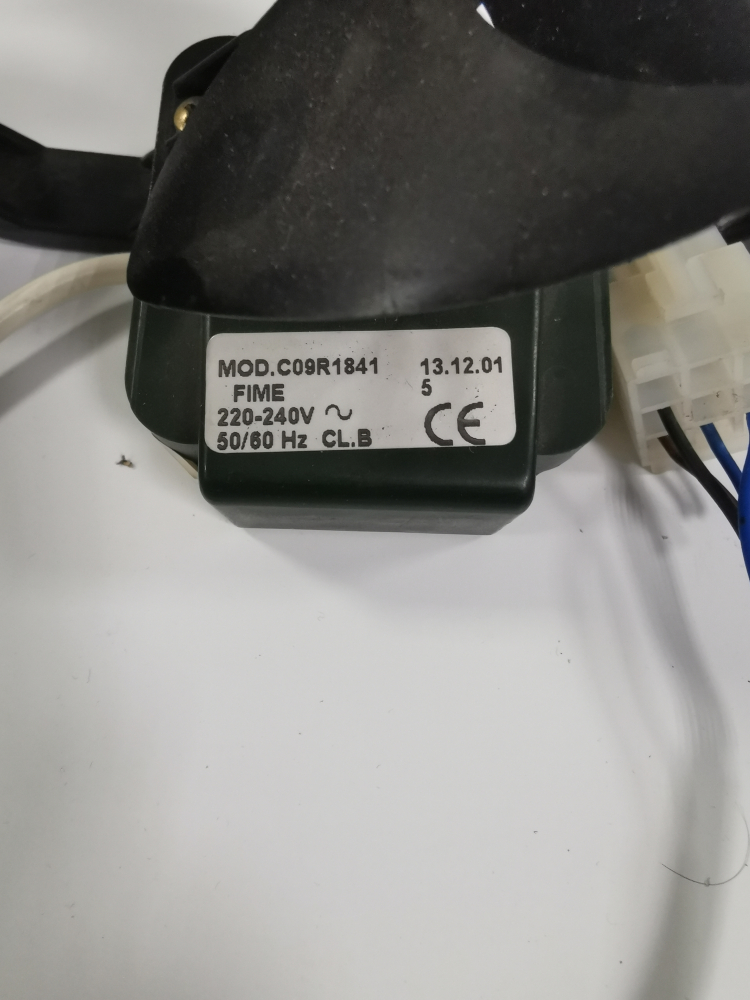 MOD.C09R1841 13.12.01
FIME 5
220-240V ~
50/60 Hz CL.B CE